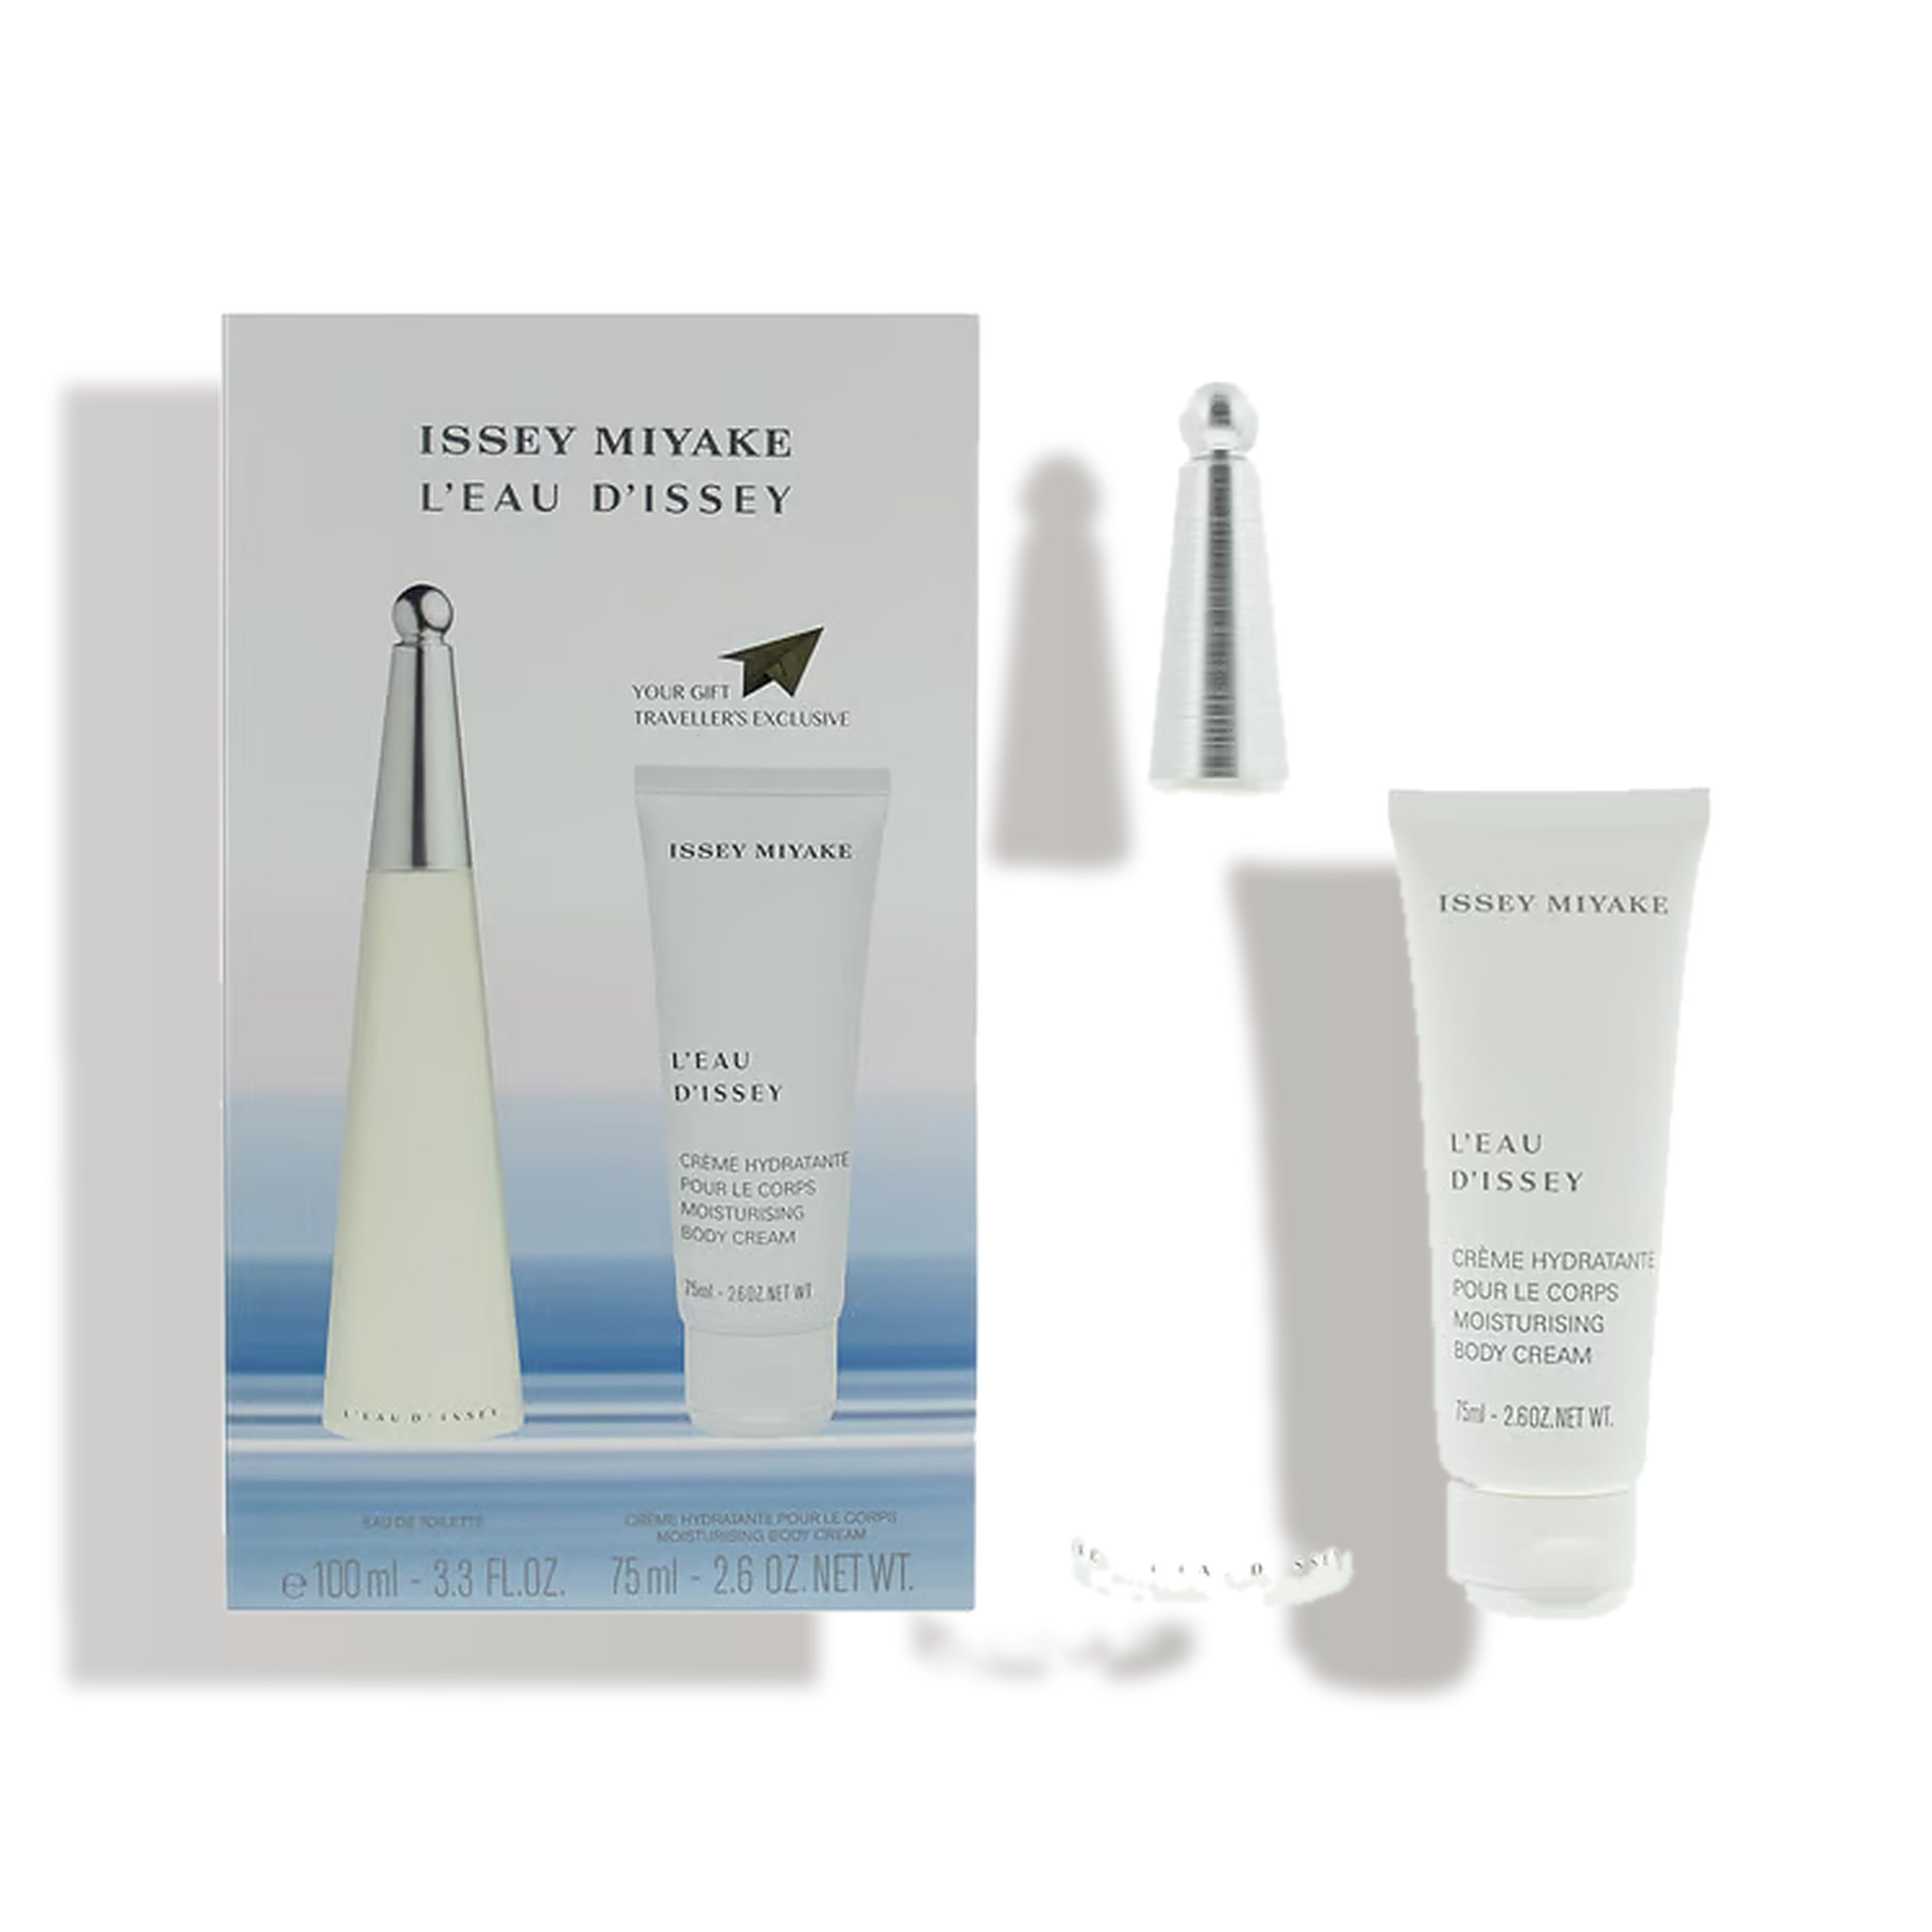 ISSEY MIYAKE
L'EAU D'ISSEY
YOUR GIFT
TRAVELLER'S EXCLUSIVE
ISSEY MIYAKE
L'EAU
D'ISSEY
CRÈME HYDRATANTE
POUR LE CORPS
MOISTURISING
BODY CREAM
75ml - 2.6OZ.NET WT.
L'EAU D'ISSEY
EAU DE TOILETTE
e 100 ml - 3.3 FL.OZ.
CRÈME HYDRATANTE POUR LE CORPS
MOISTURISING BODY CREAM
75 ml - 2.6 OZ.NET WT.
ISSEY MIYAKE
L'EAU
D'ISSEY
CRÈME HYDRATANTE
POUR LE CORPS
MOISTURISING
BODY CREAM
75ml - 2.6OZ.NET WT.